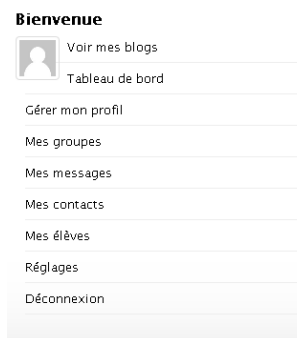 Bienvenue
Voir mes blogs
Tableau de bord
Gérer mon profil
Mes groupes
Mes messages
Mes contacts
Mes élèves
Réglages
Déconnexion